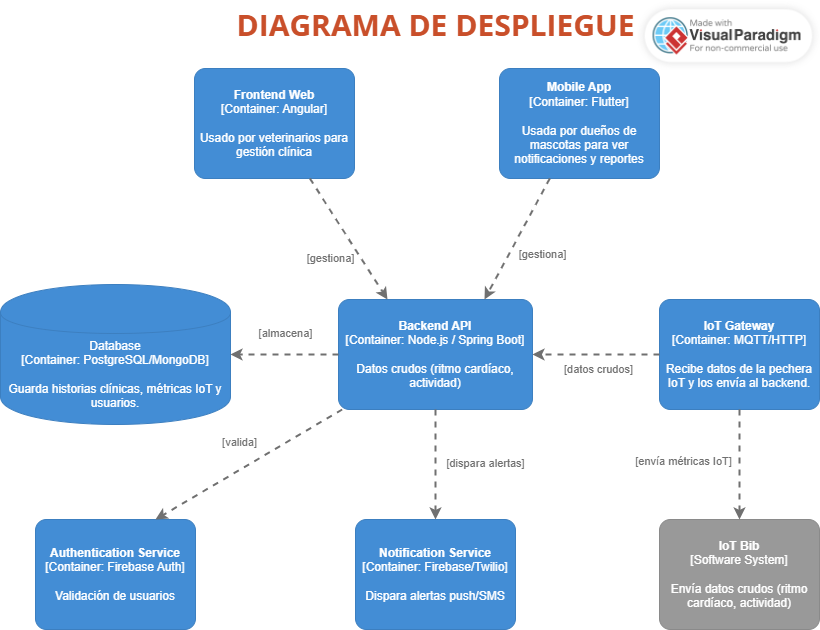 DIAGRAMA DE DESPLIEGUE
Made with
Visual Paradigm
For non-commercial use
Frontend Web
[Container: Angular]
Usado por veterinarios para
gestión clínica
Mobile App
[Container: Flutter]
Usada por dueños de
mascotas para ver
notificaciones y reportes
[gestiona]
[gestiona]
Database
[Container: PostgreSQL/MongoDB]
Guarda historias clínicas, métricas IoT y
usuarios.
[almacena]
Backend API
[Container: Node.js / Spring Boot]
Datos crudos (ritmo cardíaco,
actividad)
[datos crudos]
IoT Gateway
[Container: MQTT/HTTP]
Recibe datos de la pechera
IoT y los envía al backend.
[valida]
[dispara alertas]
[envía métricas IoT]
Authentication Service
[Container: Firebase Auth]
Validación de usuarios
Notification Service
[Container: Firebase/Twilio]
Dispara alertas push/SMS
IoT Bib
[Software System]
Envía datos crudos (ritmo
cardíaco, actividad)